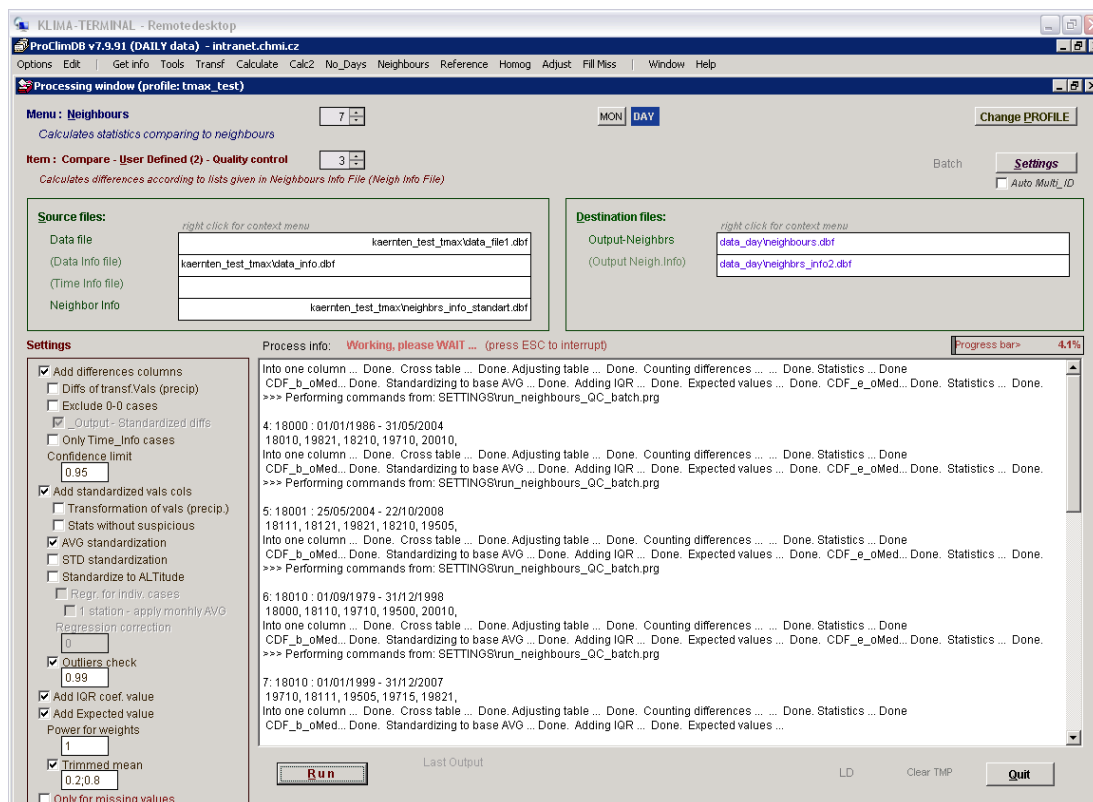 KLIMA-TERMINAL - Remotedesktop
ProClimDB v7.9.91 (DAILY data) - intranet.chmi.cz
Options Edit | Get info Tools Transf Calculate Calc2 No_Days Neighbours Reference Homog Adjust Fill Miss | Window Help
Processing window (profile: tmax_test)
Menu : Neighbours 7 MON DAY Change PROFILE
Calculates statistics comparing to neighbours
Item : Compare - User Defined (2) - Quality control 3 Batch Settings
Calculates differences according to lists given in Neighbours Info File (Neigh Info File) Auto Multi_ID
Source files:
right click for context menu
Data file kaernten_test_tmax\data_file1.dbf
(Data Info file) kaernten_test_tmax\data_info.dbf
(Time Info file)
Neighbor Info kaernten_test_tmax\neighbrs_info_standart.dbf
Destination files:
right click for context menu
Output-Neighbrs data_day\neighbours.dbf
(Output Neigh.Info) data_day\neighbrs_info2.dbf
Settings
Add differences columns
Diffs of transf.Vals (precip)
Exclude 0-0 cases
_Output - Standardized diffs
Only Time_Info cases
Confidence limit
0.95
Add standardized vals cols
Transformation of vals (precip.)
Stats without suspicious
AVG standardization
STD standardization
Standardize to ALTitude
Regr. for indiv. cases
1 station - apply monhly AVG
Regression correction
0
Outliers check
0.99
Add IQR coef. value
Add Expected value
Power for weights
1
Trimmed mean
0.2;0.8
Only for missing values
Process info: Working, please WAIT ... (press ESC to interrupt) Progress bar> 4.1%
Into one column ... Done. Cross table ... Done. Adjusting table ... Done. Counting differences ... ... Done. Statistics ... Done
CDF_b_oMed... Done. Standardizing to base AVG ... Done. Adding IQR ... Done. Expected values ... Done. CDF_e_oMed... Done. Statistics ... Done.
>>> Performing commands from: SETTINGS\run_neighbours_QC_batch.prg
4: 18000 : 01/01/1986 - 31/05/2004
18010, 19821, 18210, 19710, 20010,
Into one column ... Done. Cross table ... Done. Adjusting table ... Done. Counting differences ... ... Done. Statistics ... Done
CDF_b_oMed... Done. Standardizing to base AVG ... Done. Adding IQR ... Done. Expected values ... Done. CDF_e_oMed... Done. Statistics ... Done.
>>> Performing commands from: SETTINGS\run_neighbours_QC_batch.prg
5: 18001 : 25/05/2004 - 22/10/2008
18111, 18121, 19821, 18210, 19505,
Into one column ... Done. Cross table ... Done. Adjusting table ... Done. Counting differences ... ... Done. Statistics ... Done
CDF_b_oMed... Done. Standardizing to base AVG ... Done. Adding IQR ... Done. Expected values ... Done. CDF_e_oMed... Done. Statistics ... Done.
>>> Performing commands from: SETTINGS\run_neighbours_QC_batch.prg
6: 18010 : 01/09/1979 - 31/12/1998
18000, 18110, 19710, 19500, 20010,
Into one column ... Done. Cross table ... Done. Adjusting table ... Done. Counting differences ... ... Done. Statistics ... Done
CDF_b_oMed... Done. Standardizing to base AVG ... Done. Adding IQR ... Done. Expected values ... Done. CDF_e_oMed... Done. Statistics ... Done.
>>> Performing commands from: SETTINGS\run_neighbours_QC_batch.prg
7: 18010 : 01/01/1999 - 31/12/2007
19710, 18111, 19505, 19715, 19821,
Into one column ... Done. Cross table ... Done. Adjusting table ... Done. Counting differences ... ... Done. Statistics ... Done
CDF_b_oMed... Done. Standardizing to base AVG ... Done. Adding IQR ... Done. Expected values ...
Run Last Output LD Clear TMP Quit